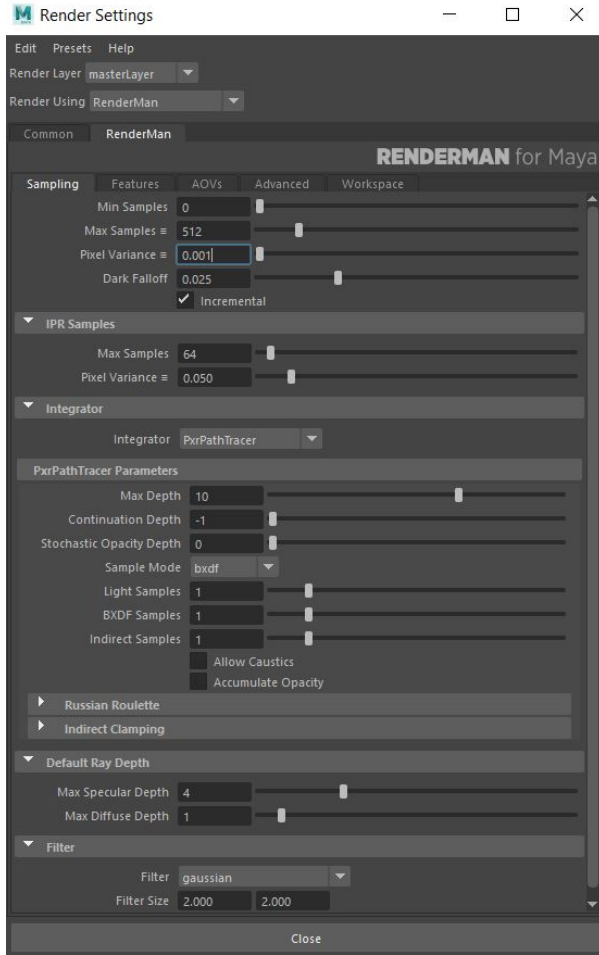 Render Settings
Edit Presets Help
Render Layer masterLayer
Render Using RenderMan
Common RenderMan
RENDERMAN for Maya
Sampling Features AOVs Advanced Workspace
Min Samples 0
Max Samples ≡ 512
Pixel Variance ≡ 0.001
Dark Falloff 0.025
Incremental
IPR Samples
Max Samples 64
Pixel Variance ≡ 0.050
Integrator
Integrator PxrPathTracer
PxrPathTracer Parameters
Max Depth 10
Continuation Depth -1
Stochastic Opacity Depth 0
Sample Mode bxdf
Light Samples 1
BXDF Samples 1
Indirect Samples 1
Allow Caustics
Accumulate Opacity
Russian Roulette
Indirect Clamping
Default Ray Depth
Max Specular Depth 4
Max Diffuse Depth 1
Filter
Filter gaussian
Filter Size 2.000 2.000
Close